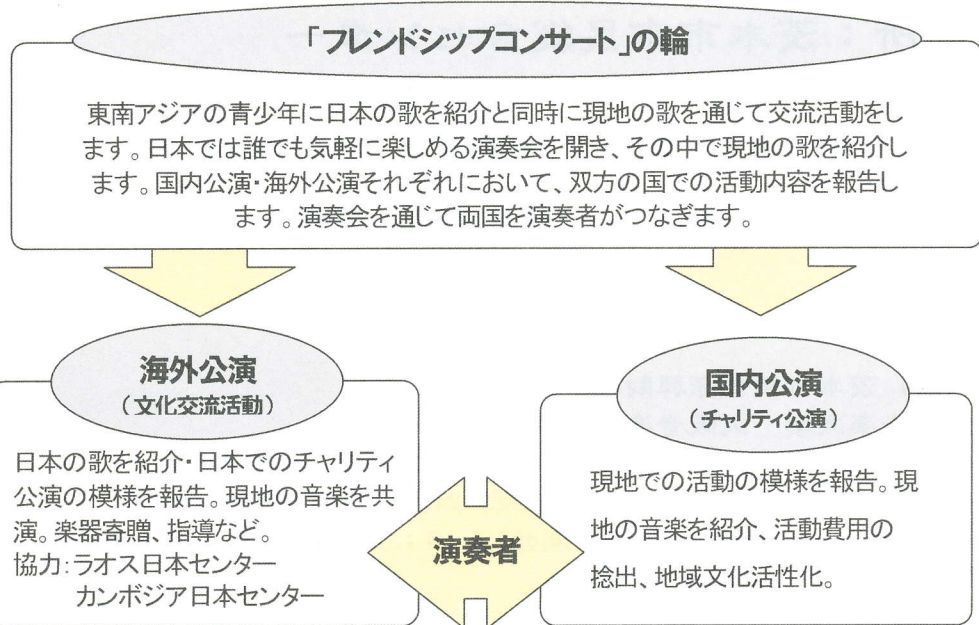 「フレンドシップコンサート」の輪
東南アジアの青少年に日本の歌を紹介と同時に現地の歌を通じて交流活動をし
ます。日本では誰でも気軽に楽しめる演奏会を開き、その中で現地の歌を紹介し
ます。国内公演・海外公演それぞれにおいて、双方の国での活動内容を報告し
ます。演奏会を通じて両国を演奏者がつなぎます。
海外公演
（文化交流活動）
日本の歌を紹介・日本でのチャリティ
公演の模様を報告。現地の音楽を共
演。楽器寄贈、指導など。
協力：ラオス日本センター
カンボジア日本センター
演奏者
国内公演
（チャリティ公演）
現地での活動の模様を報告。現
地の音楽を紹介、活動費用の
捻出、地域文化活性化。